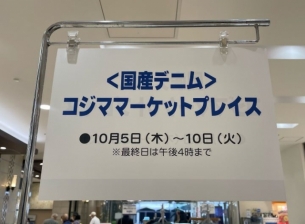 <国産デニム>
コジママーケットプレイス
●10月5日(木)~10日(火)
※最終日は午後4時まで